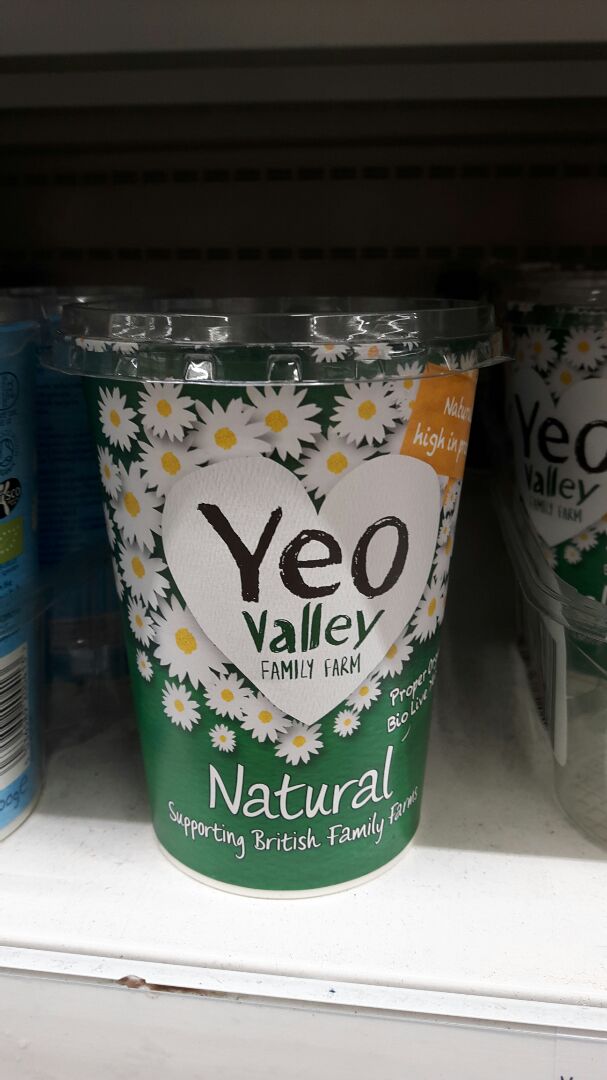 Yeo
Valley
FAMILY FARM
high in
Proper
Bio Live
Natural
Supporting British Family Farms
Yeo
Valley
FAMILY FARM